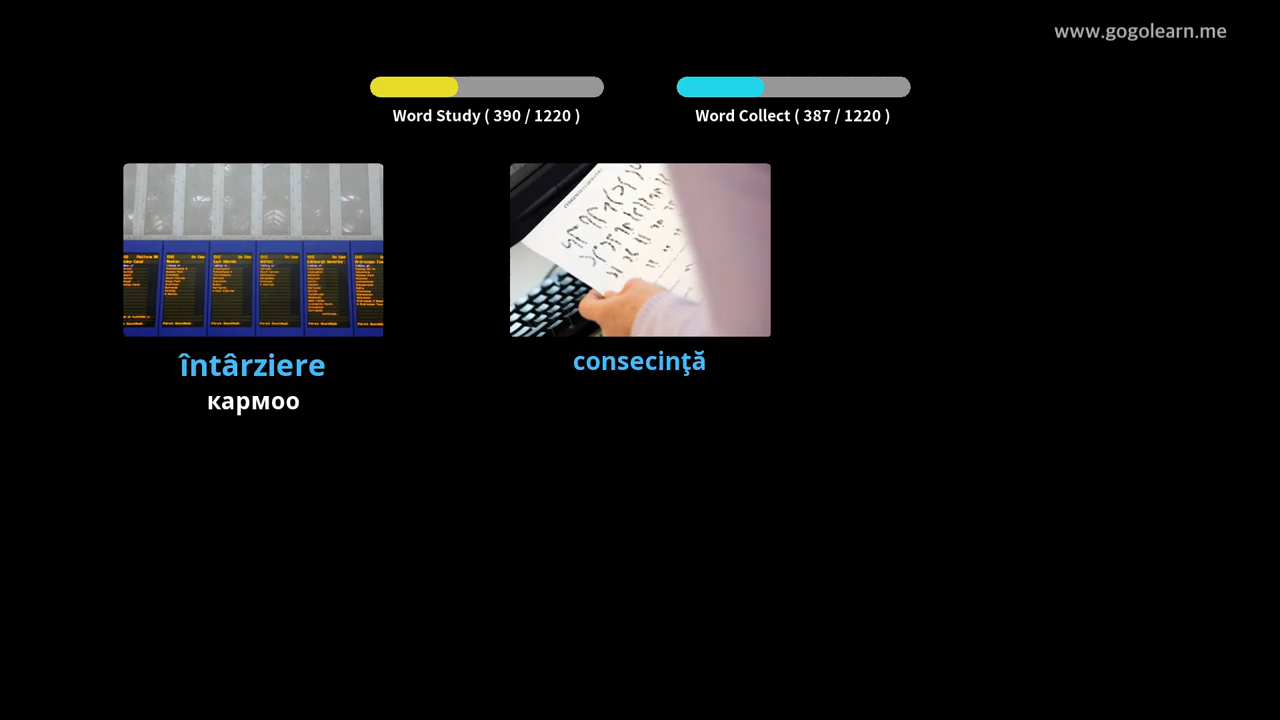 www.gogolearn.me
Word Study ( 390 / 1220 )
Word Collect ( 387 / 1220 )
întârziere
кармоо
consecinţă